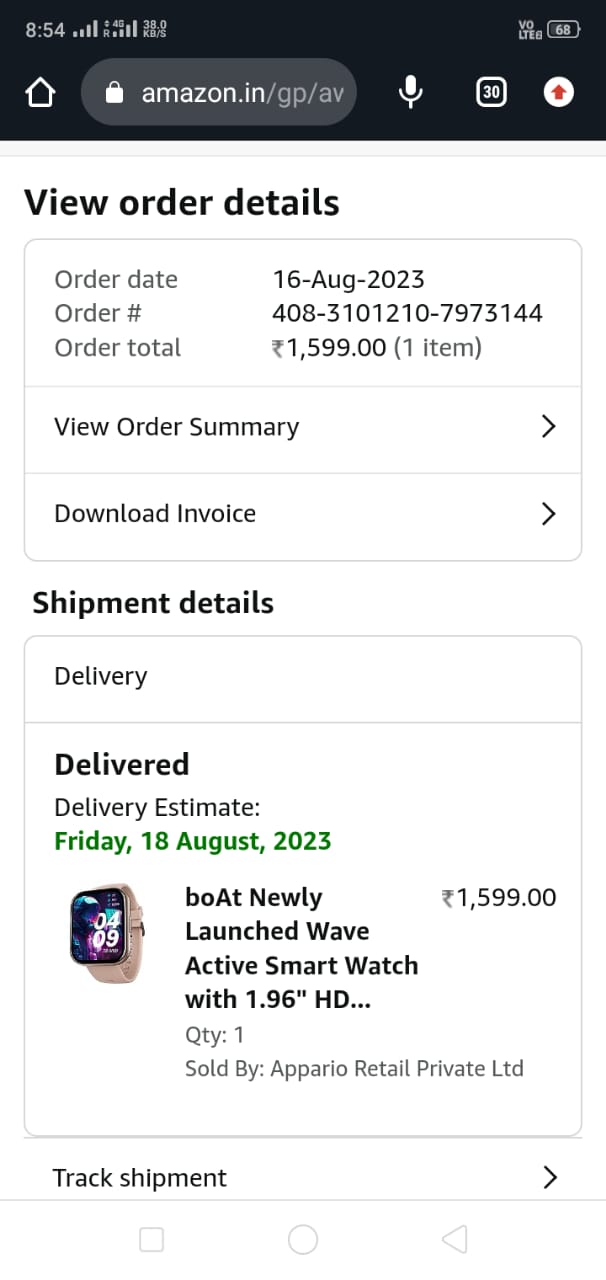 8:54
R
4G
38.0
KB/S
VO
LTE
68
amazon.in/gp/av
30
View order details
Order date 16-Aug-2023
Order # 408-3101210-7973144
Order total ₹1,599.00 (1 item)
View Order Summary
Download Invoice
Shipment details
Delivery
Delivered
Delivery Estimate:
Friday, 18 August, 2023
04
09
boAt Newly ₹1,599.00
Launched Wave
Active Smart Watch
with 1.96" HD...
Qty: 1
Sold By: Appario Retail Private Ltd
Track shipment